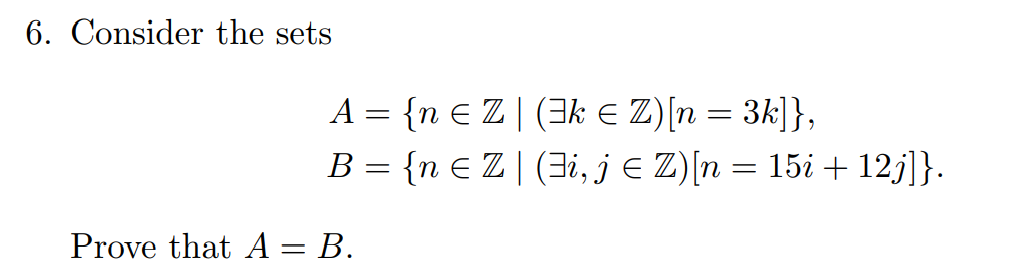 6. Consider the sets
A = {n ∈ ℤ | (∃k ∈ ℤ)[n = 3k]},
B = {n ∈ ℤ | (∃i, j ∈ ℤ)[n = 15i + 12j]}.
Prove that A = B.